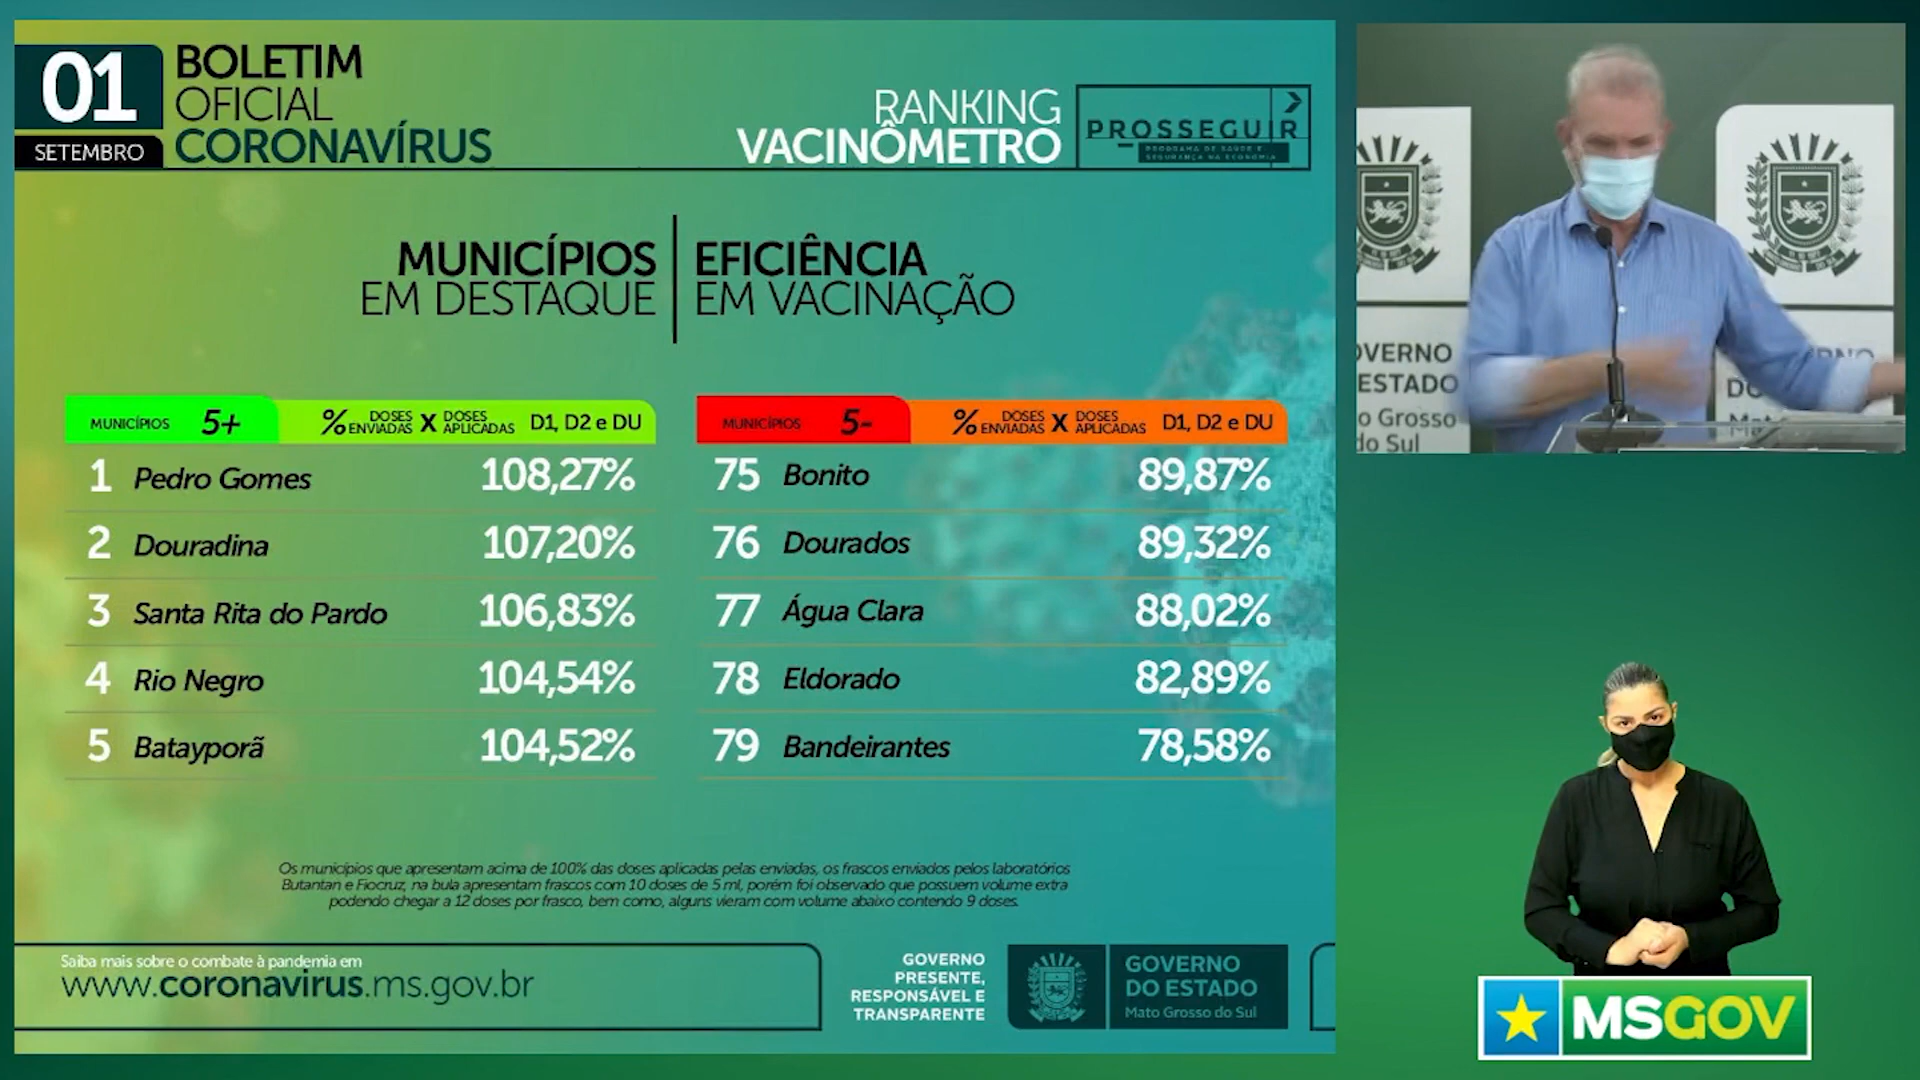 01
SETEMBRO
BOLETIM
OFICIAL
CORONAVÍRUS
RANKING
VACINÔMETRO
PROSSEGUIR
PROGRAMA DE SAÚDE E
SEGURANÇA NA ECONOMIA
MUNICÍPIOS
EM DESTAQUE
EFICIÊNCIA
EM VACINAÇÃO
MUNICÍPIOS 5+ % DOSES ENVIADAS X DOSES APLICADAS D1, D2 e DU
1 Pedro Gomes 108,27%
2 Douradina 107,20%
3 Santa Rita do Pardo 106,83%
4 Rio Negro 104,54%
5 Batayporã 104,52%
MUNICÍPIOS 5- % DOSES ENVIADAS X DOSES APLICADAS D1, D2 e DU
75 Bonito 89,87%
76 Dourados 89,32%
77 Água Clara 88,02%
78 Eldorado 82,89%
79 Bandeirantes 78,58%
Os municípios que apresentam acima de 100% das doses aplicadas pelas enviadas, os frascos enviados pelos laboratórios
Butantan e Fiocruz, na bula apresentam frascos com 10 doses de 5 ml, porém foi observado que possuem volume extra
podendo chegar a 12 doses por frasco, bem como, alguns vieram com volume abaixo contendo 9 doses.
Saiba mais sobre o combate à pandemia em
www.coronavirus.ms.gov.br
GOVERNO
PRESENTE,
RESPONSÁVEL E
TRANSPARENTE
GOVERNO
DO ESTADO
Mato Grosso do Sul
OVERNO
ESTADO
o Grosso
do Sul
DO
Mat
MSGOV